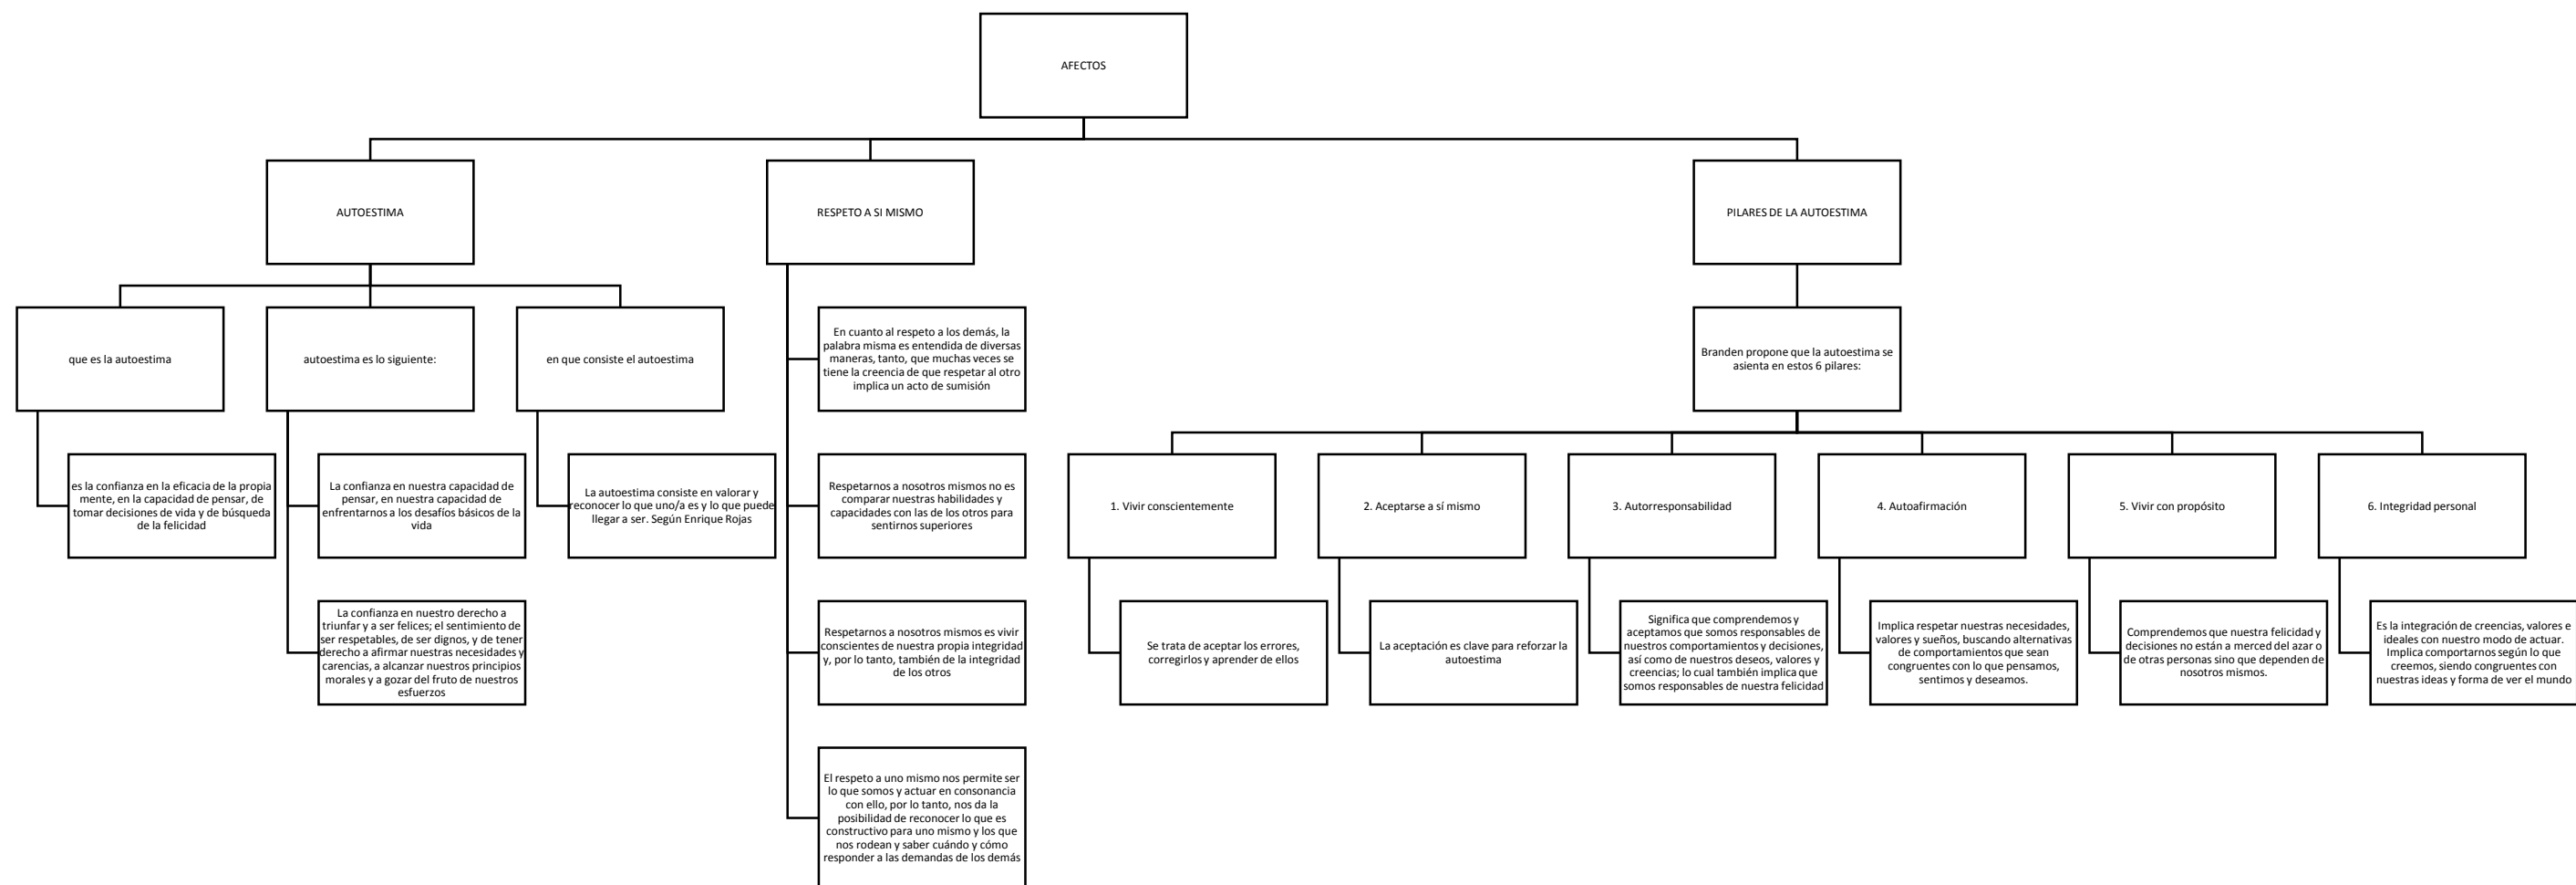 AFECTOS
AUTOESTIMA
RESPETO A SI MISMO
PILARES DE LA AUTOESTIMA
que es la autoestima
autoestima es lo siguiente:
en que consiste el autoestima
En cuanto al respeto a los demás, la
palabra misma es entendida de diversas
maneras, tanto, que muchas veces se
tiene la creencia de que respetar al otro
implica un acto de sumisión
Branden propone que la autoestima se
asienta en estos 6 pilares:
es la confianza en la eficacia de la propia
mente, en la capacidad de pensar, de
tomar decisiones de vida y de búsqueda
de la felicidad
La confianza en nuestra capacidad de
pensar, en nuestra capacidad de
enfrentarnos a los desafíos básicos de la
vida
La autoestima consiste en valorar y
reconocer lo que uno/a es y lo que puede
llegar a ser. Según Enrique Rojas
Respetarnos a nosotros mismos no es
comparar nuestras habilidades y
capacidades con las de los otros para
sentirnos superiores
1. Vivir conscientemente
2. Aceptarse a sí mismo
3. Autorresponsabilidad
4. Autoafirmación
5. Vivir con propósito
6. Integridad personal
La confianza en nuestro derecho a
triunfar y a ser felices; el sentimiento de
ser respetables, de ser dignos, y de tener
derecho a afirmar nuestras necesidades y
carencias, a alcanzar nuestros principios
morales y a gozar del fruto de nuestros
esfuerzos
Respetarnos a nosotros mismos es vivir
conscientes de nuestra propia integridad
y, por lo tanto, también de la integridad
de los otros
Se trata de aceptar los errores,
corregirlos y aprender de ellos
La aceptación es clave para reforzar la
autoestima
Significa que comprendemos y
aceptamos que somos responsables de
nuestros comportamientos y decisiones,
así como de nuestros deseos, valores y
creencias; lo cual también implica que
somos responsables de nuestra felicidad
Implica respetar nuestras necesidades,
valores y sueños, buscando alternativas
de comportamientos que sean
congruentes con lo que pensamos,
sentimos y deseamos.
Comprendemos que nuestra felicidad y
decisiones no están a merced del azar o
de otras personas sino que dependen de
nosotros mismos.
Es la integración de creencias, valores e
ideales con nuestro modo de actuar.
Implica comportarnos según lo que
creemos, siendo congruentes con
nuestras ideas y forma de ver el mundo
El respeto a uno mismo nos permite ser
lo que somos y actuar en consonancia
con ello, por lo tanto, nos da la
posibilidad de reconocer lo que es
constructivo para uno mismo y los que
nos rodean y saber cuándo y cómo
responder a las demandas de los demás